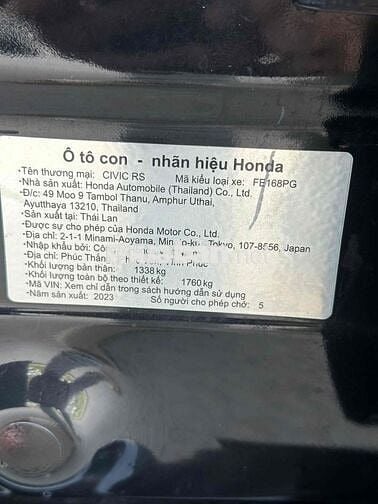 Ô tô con - nhãn hiệu Honda
•Tên thương mại: CIVIC RS Mã kiểu loại xe: FE168PG
•Nhà sản xuất: Honda Automobile (Thailand) Co., Ltd.
•Đ/c: 49 Moo 9 Tambol Thanu, Amphur Uthai,
Ayutthaya 13210, Thailand
•Sản xuất tại: Thái Lan
•Được sự cho phép của Honda Motor Co., Ltd.
•Địa chỉ: 2-1-1 Minami-Aoyama, Tokyo, 107-8556, Japan
•Nhập khẩu bởi:
•Địa chỉ: Phúc Thắng Phúc
•Khối lượng bản thân: 1338 kg
•Khối lượng toàn bộ theo thiết kế: 1760 kg
•Mã VIN: Xem chỉ dẫn trong sách hướng dẫn sử dụng
•Năm sản xuất: 2023 Số người cho phép chở: 5